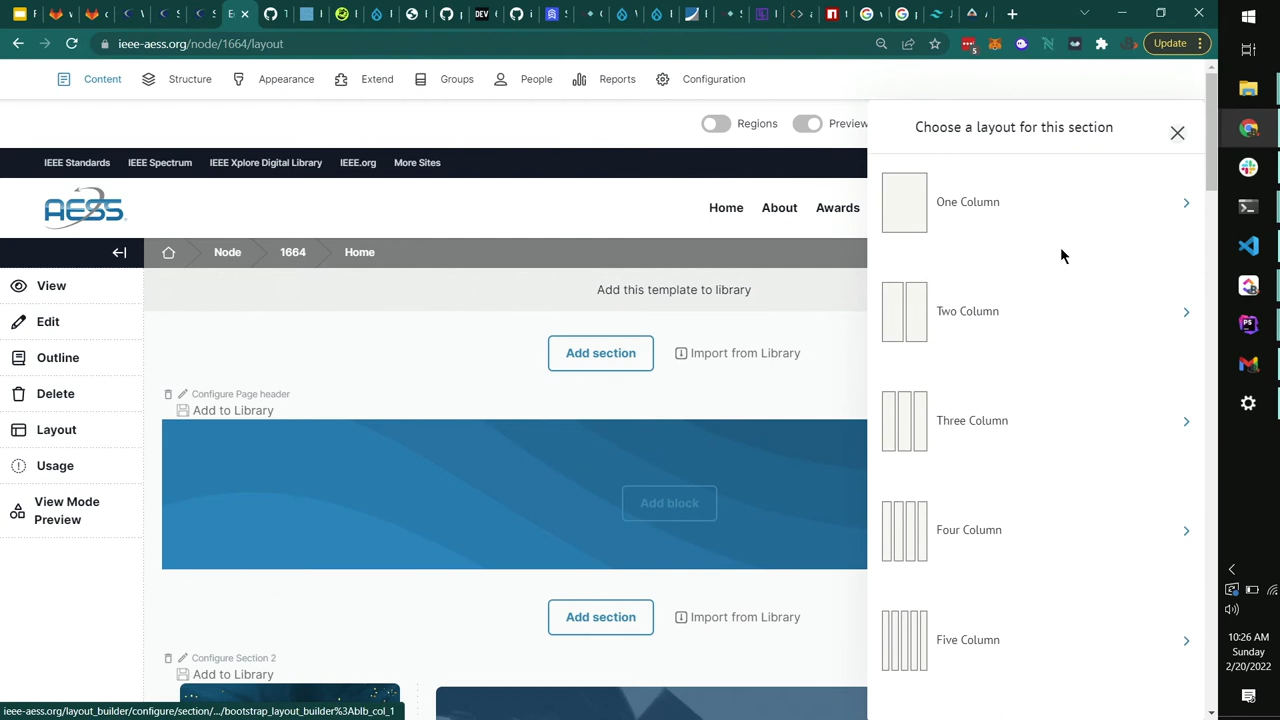 ieee-aess.org/node/1664/layout
5
Update
Content
Structure
Appearance
Extend
Groups
People
Reports
Configuration
Regions
Preview
Choose a layout for this section
IEEE Standards
IEEE Spectrum
IEEE Xplore Digital Library
IEEE.org
More Sites
AESS
Home
About
Awards
Node
1664
Home
View
Edit
Outline
Delete
Layout
Usage
View Mode
Preview
Add this template to library
Add section
Import from Library
Configure Page header
Add to Library
Add block
Add section
Import from Library
Configure Section 2
Add to Library
One Column
Two Column
Three Column
Four Column
Five Column
ieee-aess.org/layout_builder/configure/section/.../bootstrap_layout_builder%3Ablb_col_1
10:26 AM
Sunday
2/20/2022